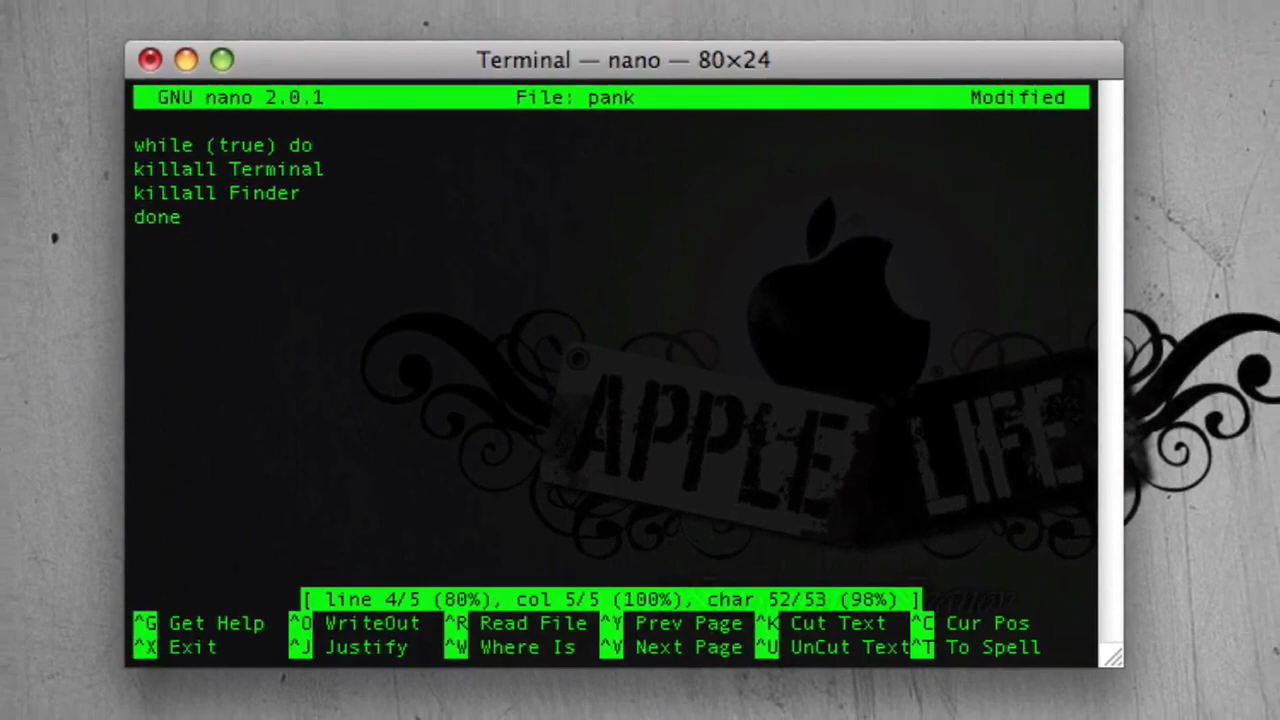 Terminal — nano — 80×24
GNU nano 2.0.1 File: pank Modified
while (true) do
killall Terminal
killall Finder
done
APPLE LIFE
[ line 4/5 (80%), col 5/5 (100%), char 52/53 (98%) ]
^G Get Help ^O WriteOut ^R Read File ^Y Prev Page ^K Cut Text ^C Cur Pos
^X Exit ^J Justify ^W Where Is ^V Next Page ^U UnCut Text ^T To Spell